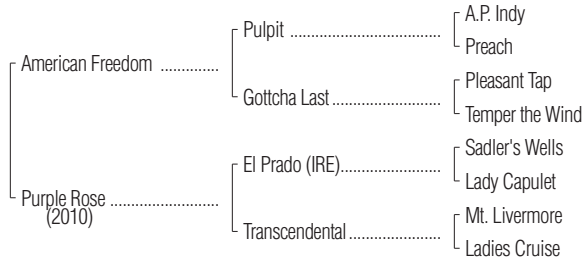 A.P. Indy
Pulpit ..............................
Preach
American Freedom ..............
Pleasant Tap
Gottcha Last......................
Temper the Wind
Sadler's Wells
El Prado (IRE)....................
Lady Capulet
Purple Rose ..........................
(2010)
Mt. Livermore
Transcendental ..................
Ladies Cruise